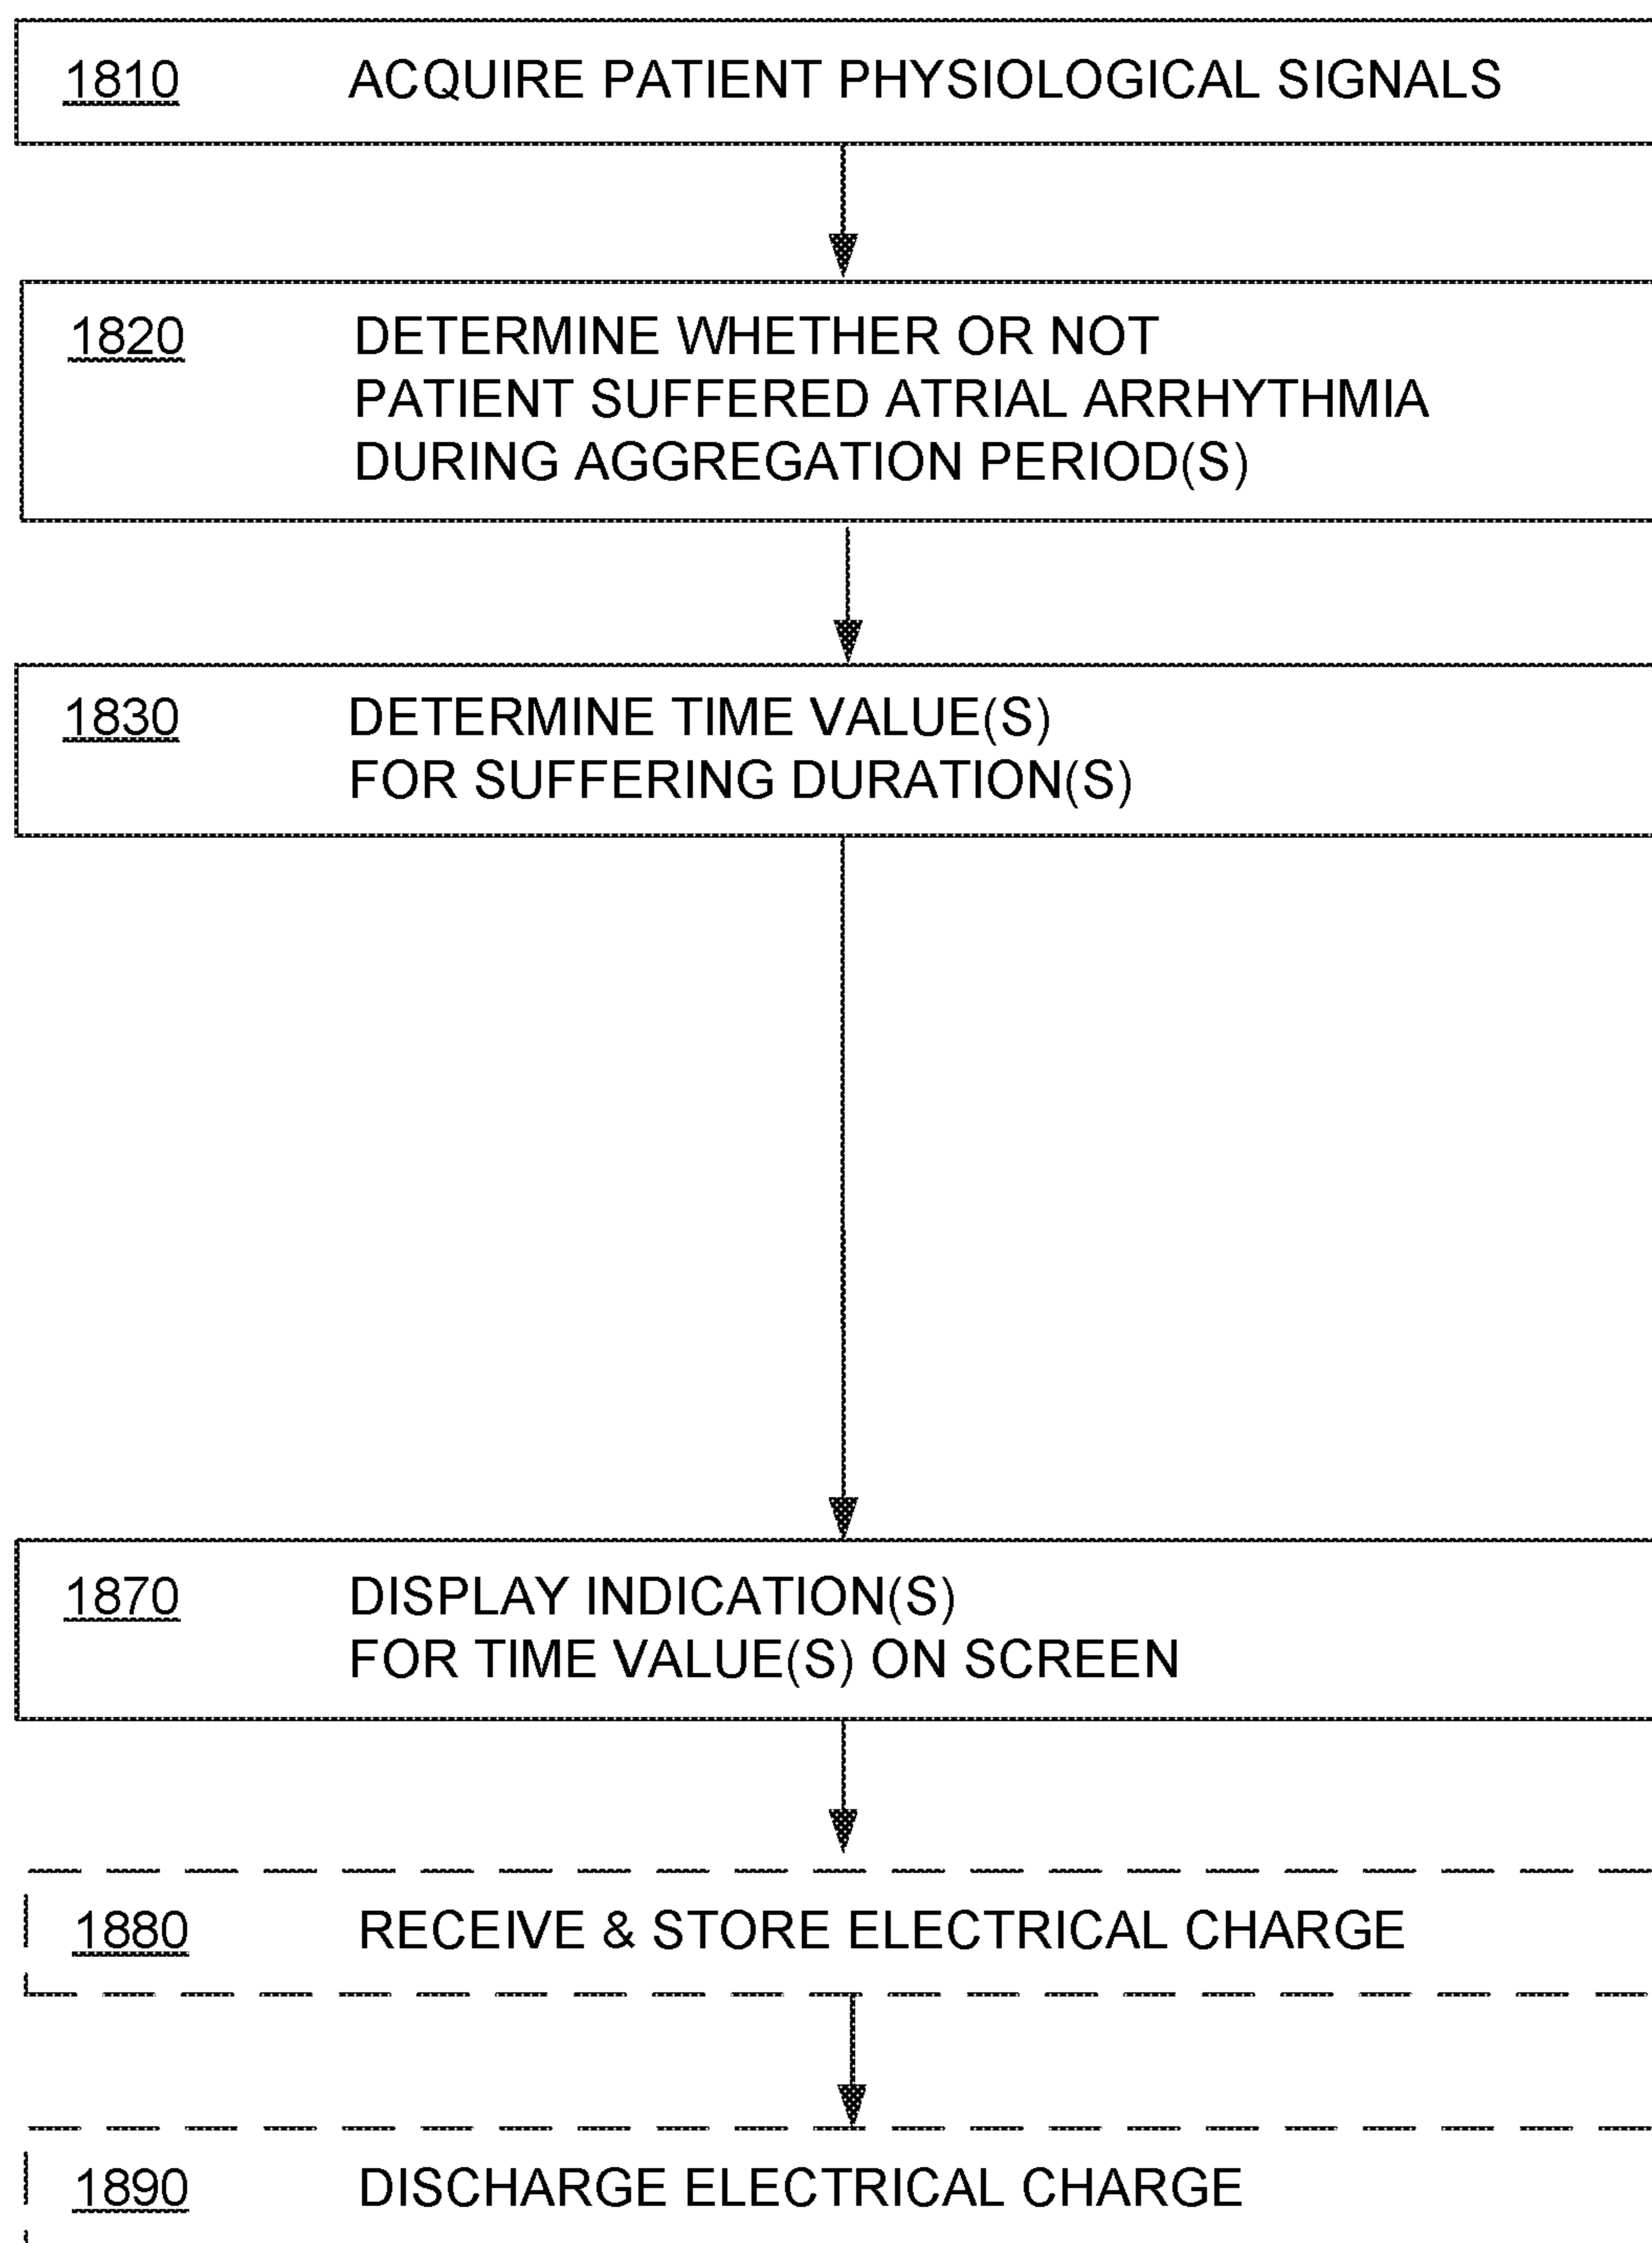 1810 ACQUIRE PATIENT PHYSIOLOGICAL SIGNALS
1820 DETERMINE WHETHER OR NOT
PATIENT SUFFERED ATRIAL ARRHYTHMIA
DURING AGGREGATION PERIOD(S)
1830 DETERMINE TIME VALUE(S)
FOR SUFFERING DURATION(S)
1870 DISPLAY INDICATION(S)
FOR TIME VALUE(S) ON SCREEN
1880 RECEIVE & STORE ELECTRICAL CHARGE
1890 DISCHARGE ELECTRICAL CHARGE